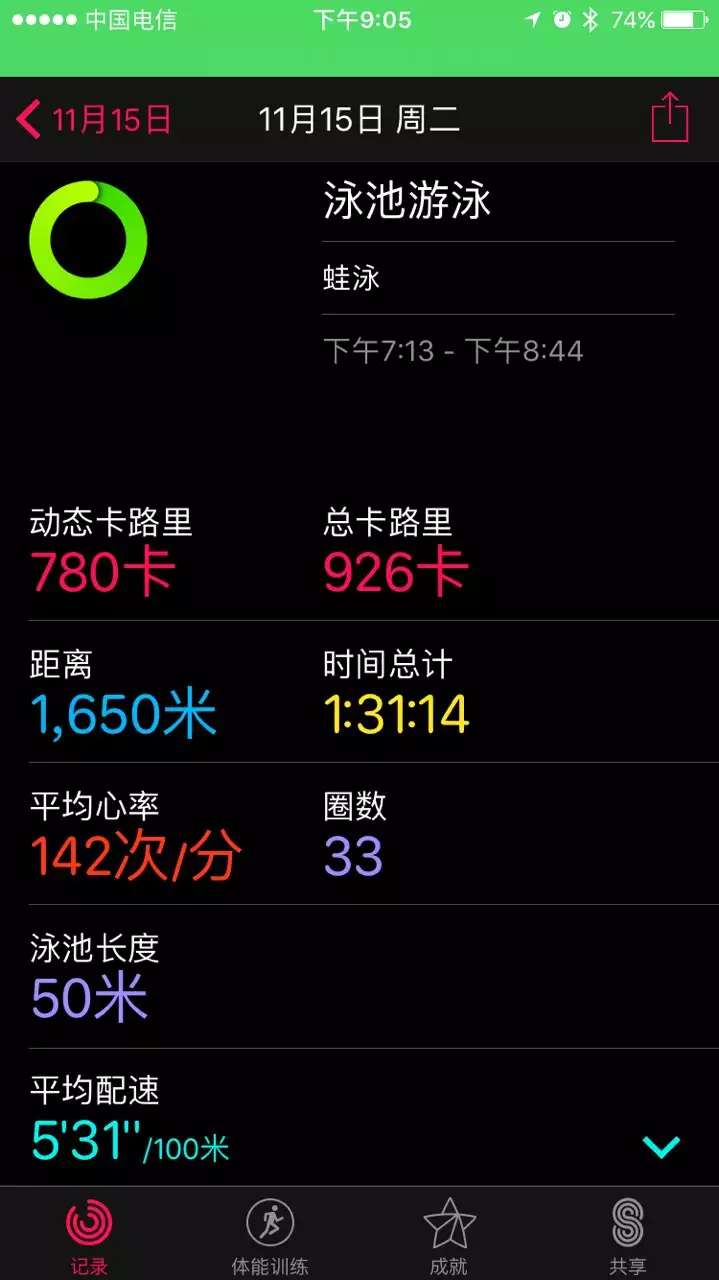 中国电信 下午9:05 74%
11月15日 11月15日 周二
泳池游泳
蛙泳
下午7:13 - 下午8:44
动态卡路里 总卡路里
780卡 926卡
距离 时间总计
1,650米 1:31:14
平均心率 圈数
142次/分 33
泳池长度
50米
平均配速
5'31"/100米
记录 体能训练 成就 共享